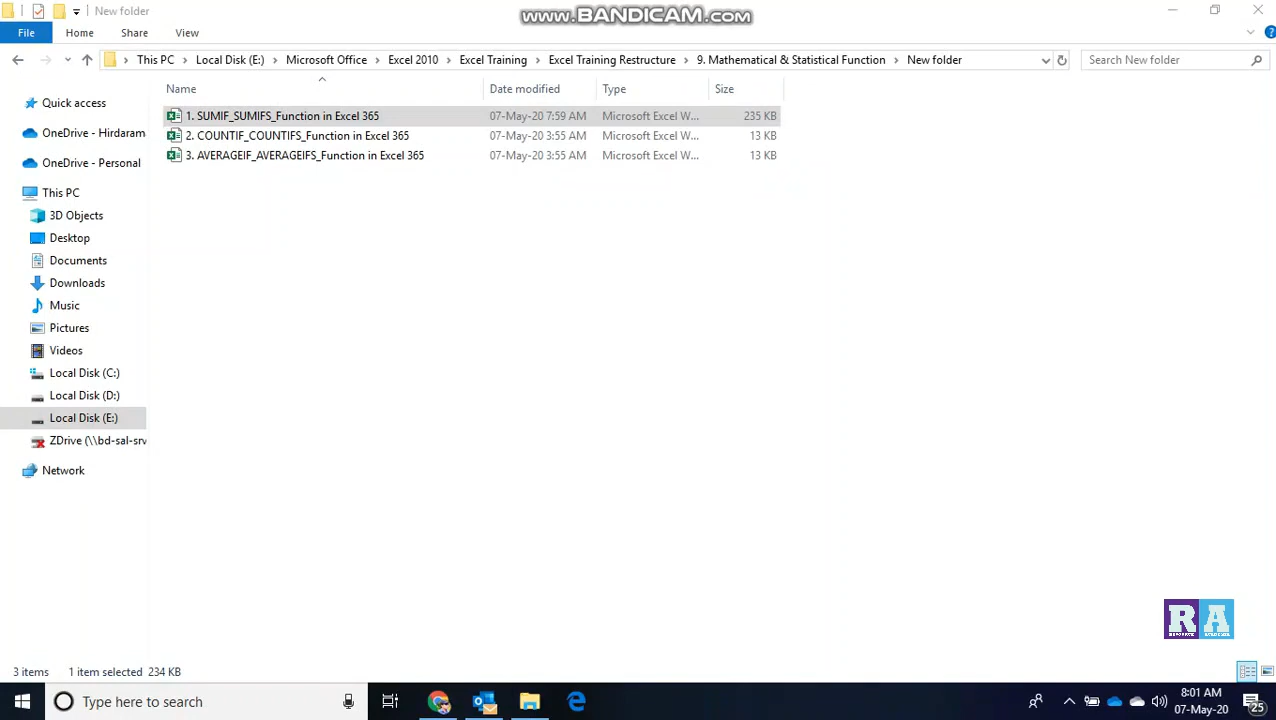 New folder
www.BANDICAM.com
File Home Share View
This PC Local Disk (E:) Microsoft Office Excel 2010 Excel Training Excel Training Restructure 9. Mathematical & Statistical Function New folder Search New folder
Name Date modified Type Size
1. SUMIF_SUMIFS_Function in Excel 365 07-May-20 7:59 AM Microsoft Excel W... 235 KB
2. COUNTIF_COUNTIFS_Function in Excel 365 07-May-20 3:55 AM Microsoft Excel W... 13 KB
3. AVERAGEIF_AVERAGEIFS_Function in Excel 365 07-May-20 3:55 AM Microsoft Excel W... 13 KB
Quick access
OneDrive - Hirdaram
OneDrive - Personal
This PC
3D Objects
Desktop
Documents
Downloads
Music
Pictures
Videos
Local Disk (C:)
Local Disk (D:)
Local Disk (E:)
ZDrive (\\bd-sal-srv
Network
RA
3 items 1 item selected 234 KB
Type here to search
8:01 AM
07-May-20
25